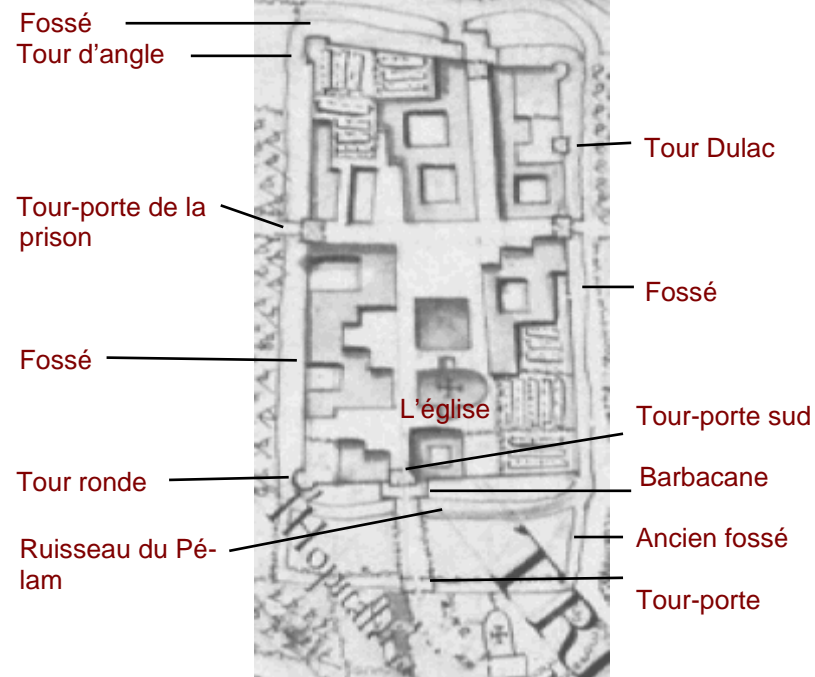 Fossé
Tour d'angle
Tour-porte de la
prison
Fossé
Tour ronde
Ruisseau du Pé-
lam
L'église
Tour Dulac
Fossé
Tour-porte sud
Barbacane
Ancien fossé
Tour-porte
TR